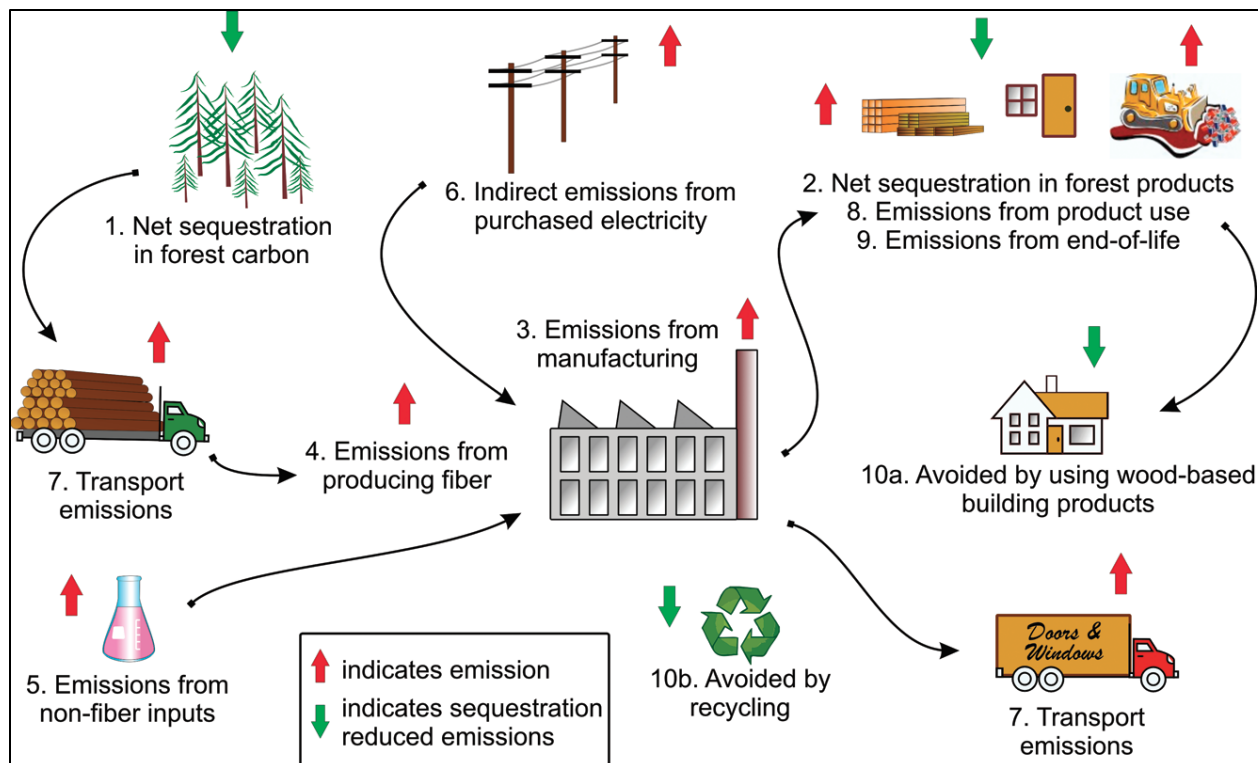 1. Net sequestration
in forest carbon
6. Indirect emissions from
purchased electricity
2. Net sequestration in forest products
8. Emissions from product use
9. Emissions from end-of-life
3. Emissions from
manufacturing
7. Transport
emissions
4. Emissions from
producing fiber
10a. Avoided by using wood-based
building products
5. Emissions from
non-fiber inputs
indicates emission
indicates sequestration
reduced emissions
10b. Avoided by
recycling
Doors &
Windows
7. Transport
emissions